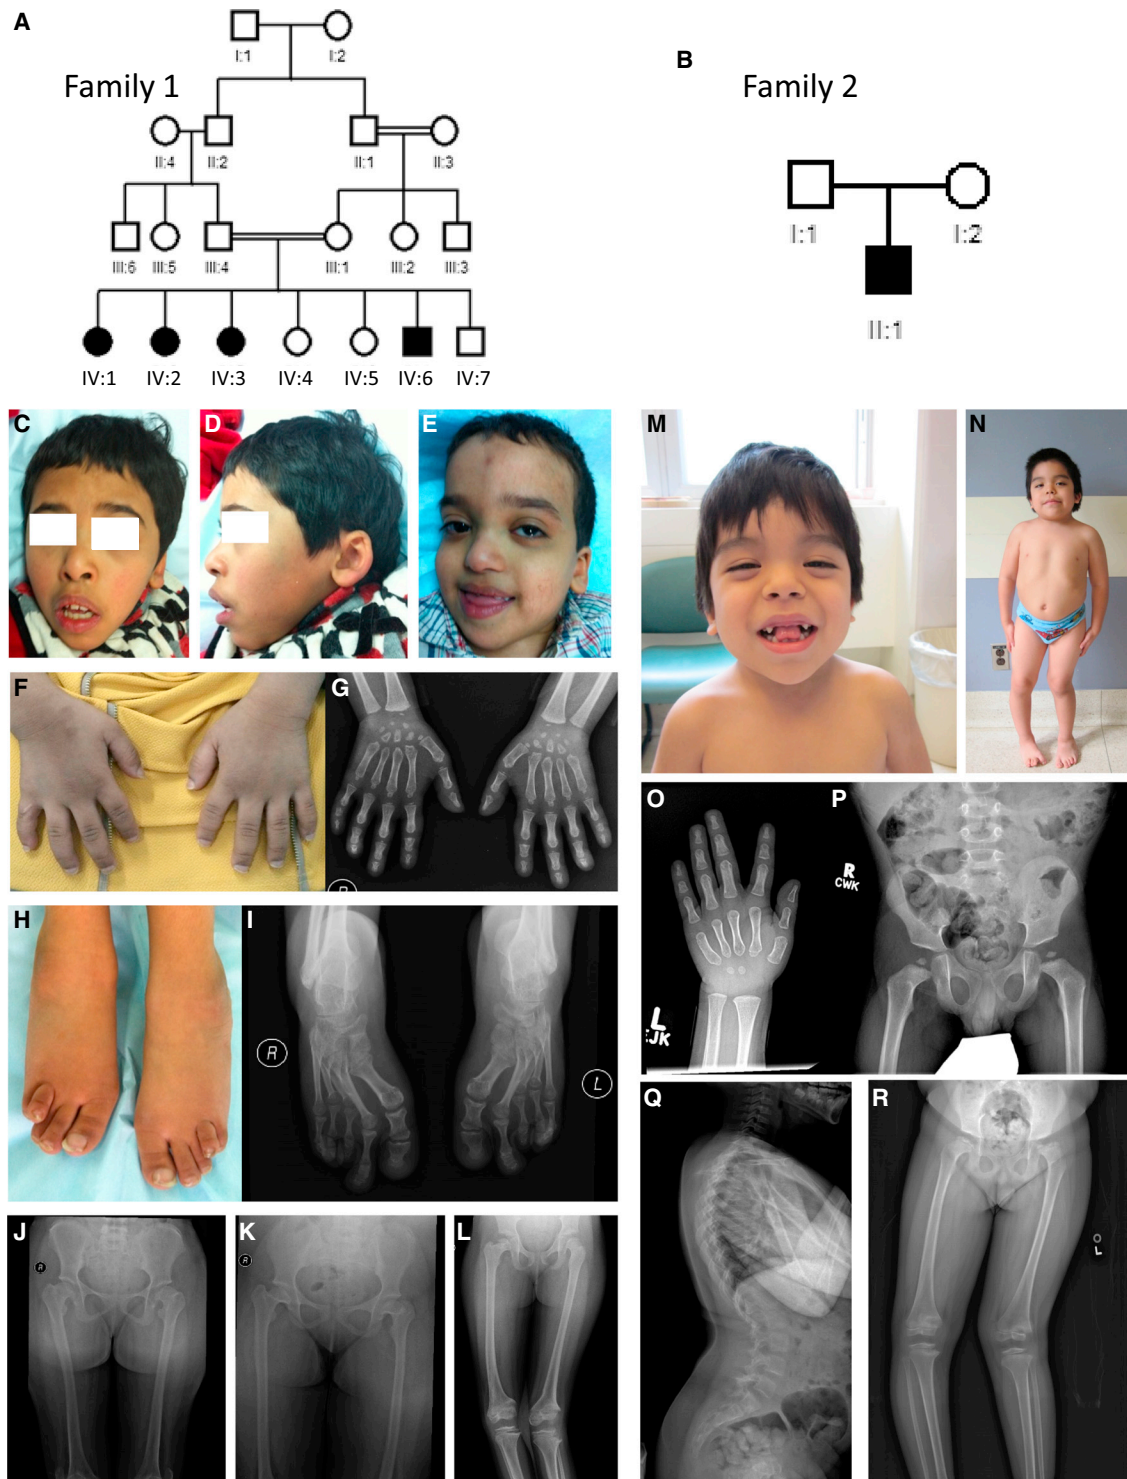 A
B
Family 1
Family 2
I:1 I:2
II:4 II:2 II:1 II:3
III:6 III:5 III:4 III:1 III:2 III:3
IV:1 IV:2 IV:3 IV:4 IV:5 IV:6 IV:7
I:1 I:2
II:1
C D E
M N
F G
O P
R
CWK
L
EJK
H I
R
L
Q R
J K L
R
R
O
L